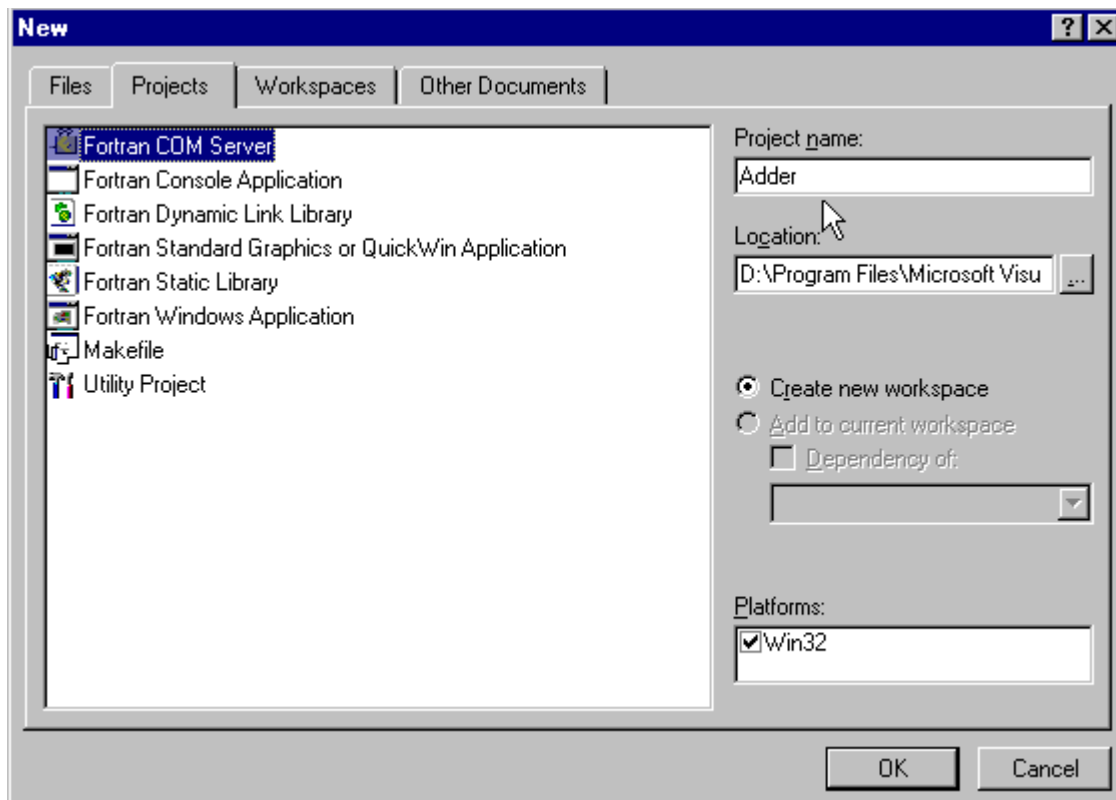 New
Files
Projects
Workspaces
Other Documents
Fortran COM Server
Fortran Console Application
Fortran Dynamic Link Library
Fortran Standard Graphics or QuickWin Application
Fortran Static Library
Fortran Windows Application
Makefile
Utility Project
Project name:
Adder
Location:
D:\Program Files\Microsoft Visu
...
Create new workspace
Add to current workspace
Dependency of:
Platforms:
Win32
OK
Cancel